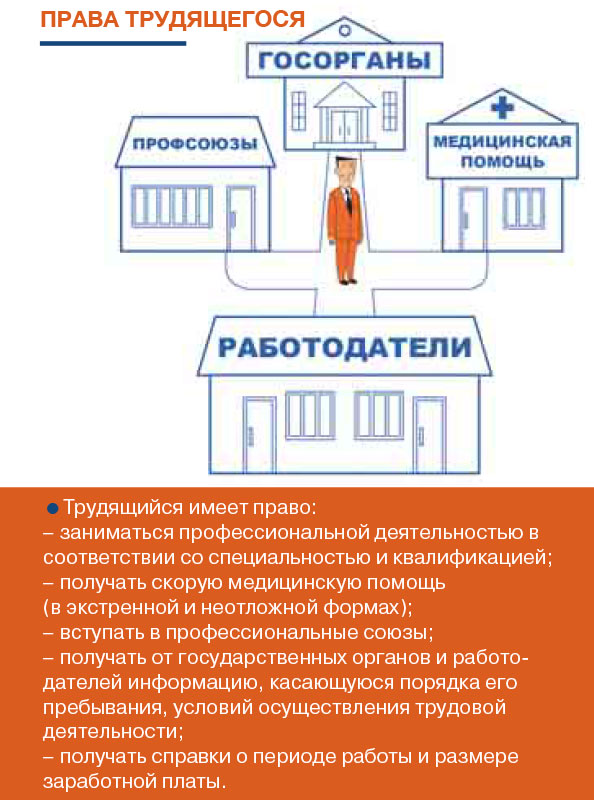 ПРАВА ТРУДЯЩЕГОСЯ
ГОСОРГАНЫ
ПРОФСОЮЗЫ
МЕДИЦИНСКАЯ
ПОМОЩЬ
РАБОТОДАТЕЛИ
● Трудящийся имеет право:
– заниматься профессиональной деятельностью в
соответствии со специальностью и квалификацией;
– получать скорую медицинскую помощь
(в экстренной и неотложной формах);
– вступать в профессиональные союзы;
– получать от государственных органов и работо-
дателей информацию, касающуюся порядка его
пребывания, условий осуществления трудовой
деятельности;
– получать справки о периоде работы и размере
заработной платы.